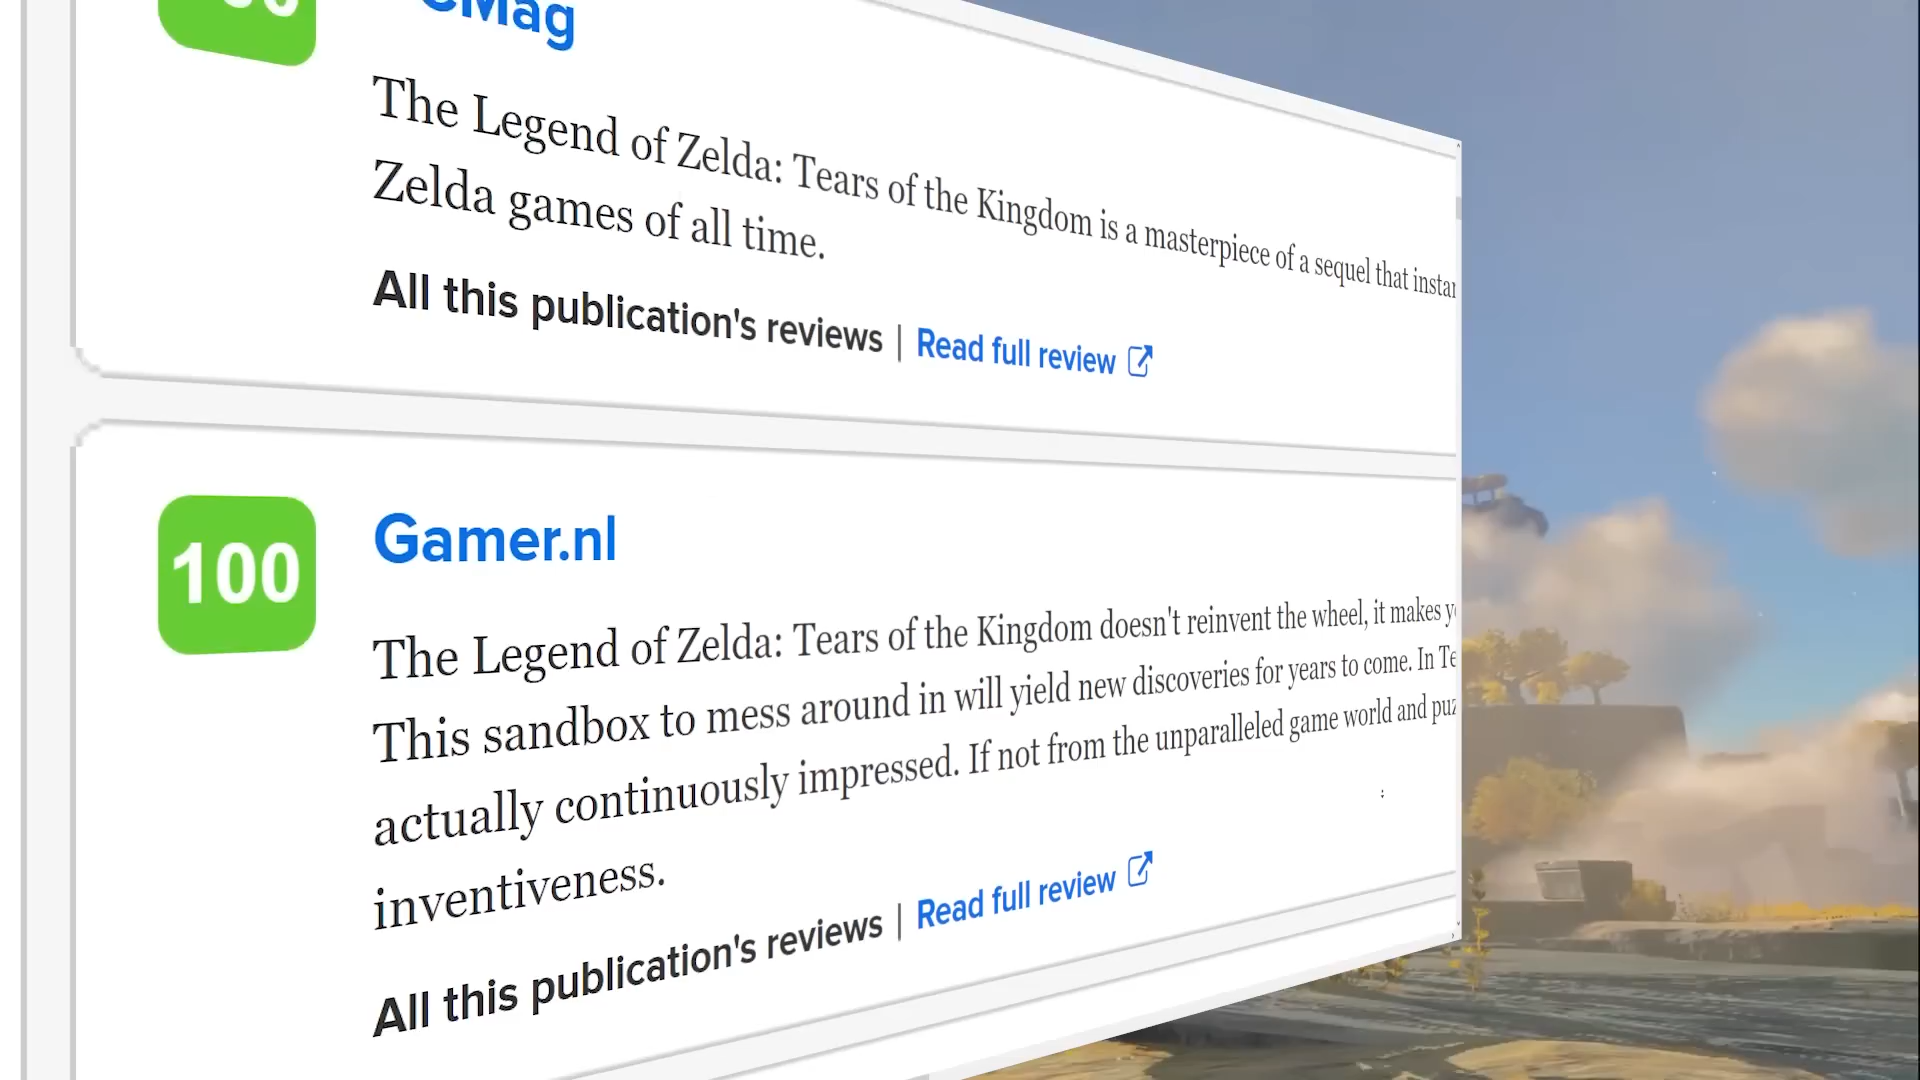 The Legend of Zelda: Tears of the Kingdom is a masterpiece of a sequel that
Zelda games of all time.
All this publication's reviews | Read full review
100
Gamer.nl
The Legend of Zelda: Tears of the Kingdom doesn't reinvent the wheel, it makes
This sandbox to mess around in will yield new discoveries for years to come. In
actually continuously impressed. If not from the unparalleled game world and
inventiveness.
All this publication's reviews | Read full review